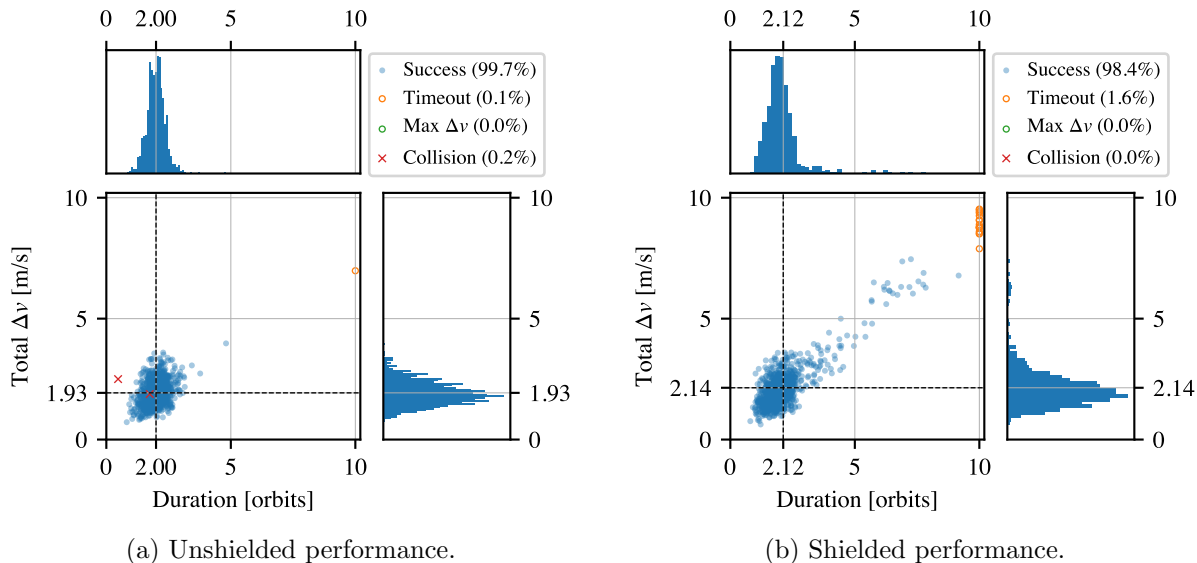 0 2.00 5 10
Success (99.7%)
Timeout (0.1%)
Max Δv (0.0%)
Collision (0.2%)
10
5
1.93
0
Total Δv [m/s]
0 2.00 5 10
Duration [orbits]
10
5
1.93
0
(a) Unshielded performance.
0 2.12 5 10
Success (98.4%)
Timeout (1.6%)
Max Δv (0.0%)
Collision (0.0%)
10
5
2.14
0
Total Δv [m/s]
0 2.12 5 10
Duration [orbits]
10
5
2.14
0
(b) Shielded performance.